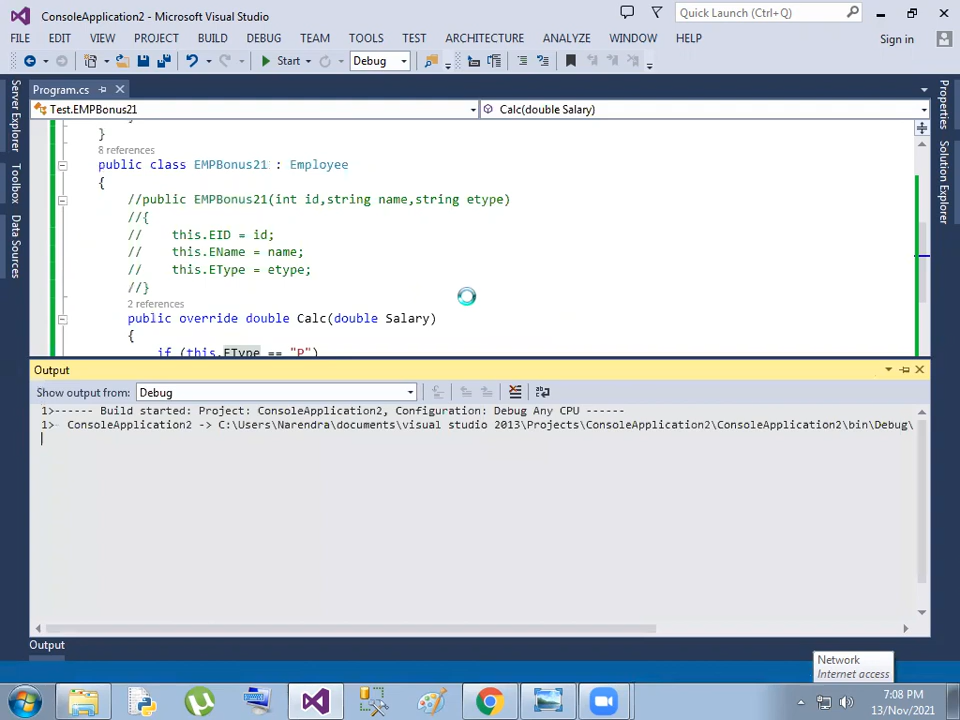 ConsoleApplication2 - Microsoft Visual Studio
Quick Launch (Ctrl+Q)
FILE EDIT VIEW PROJECT BUILD DEBUG TEAM TOOLS TEST ARCHITECTURE ANALYZE WINDOW HELP
Sign in
Start Debug
Program.cs
Test.EMPBonus21 Calc(double Salary)
Server Explorer
Toolbox
Data Sources
Properties
Solution Explorer
}
8 references
public class EMPBonus21 : Employee
{
//public EMPBonus21(int id,string name,string etype)
//{
// this.EID = id;
// this.EName = name;
// this.EType = etype;
//}
2 references
public override double Calc(double Salary)
{
if (this.EType == "P")
Output
Show output from: Debug
1>------ Build started: Project: ConsoleApplication2, Configuration: Debug Any CPU ------
1> ConsoleApplication2 -> C:\Users\Narendra\documents\visual studio 2013\Projects\ConsoleApplication2\ConsoleApplication2\bin\Debug\
Output
Network
Internet access
7:08 PM
13/Nov/2021